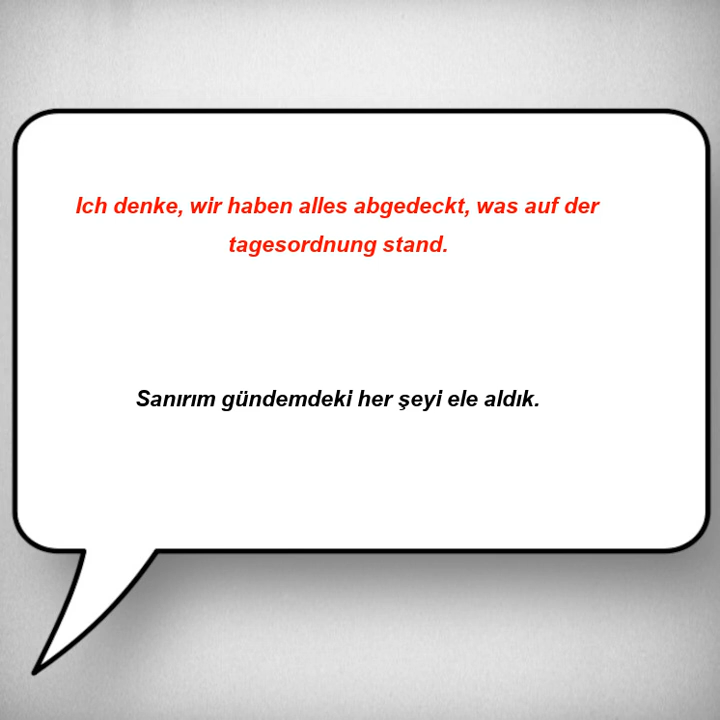 Ich denke, wir haben alles abgedeckt, was auf der
tagesordnung stand.
Sanırım gündemdeki her şeyi ele aldık.